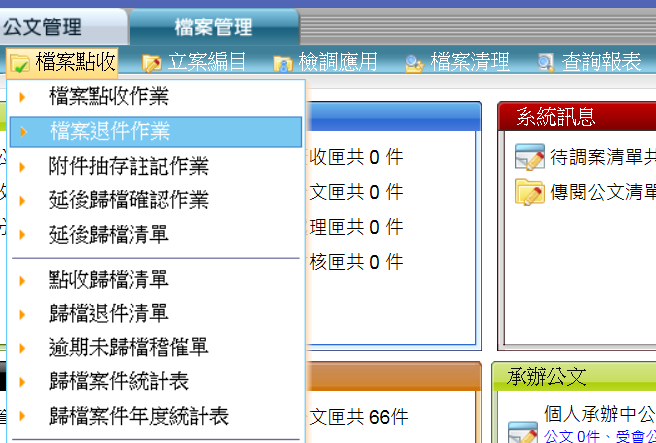 公文管理
檔案管理
檔案點收
立案編目
檢調應用
檔案清理
查詢報表
檔案點收作業
檔案退件作業
附件抽存註記作業
延後歸檔確認作業
延後歸檔清單
點收歸檔清單
歸檔退件清單
逾期未歸檔稽催單
歸檔案件統計表
歸檔案件年度統計表
收匣共 0 件
文匣共 0 件
理匣共 0 件
核匣共 0 件
文匣共 66件
系統訊息
待調案清單共
傳閱公文清單
承辦公文
個人承辦中公
公文 0件、受會公